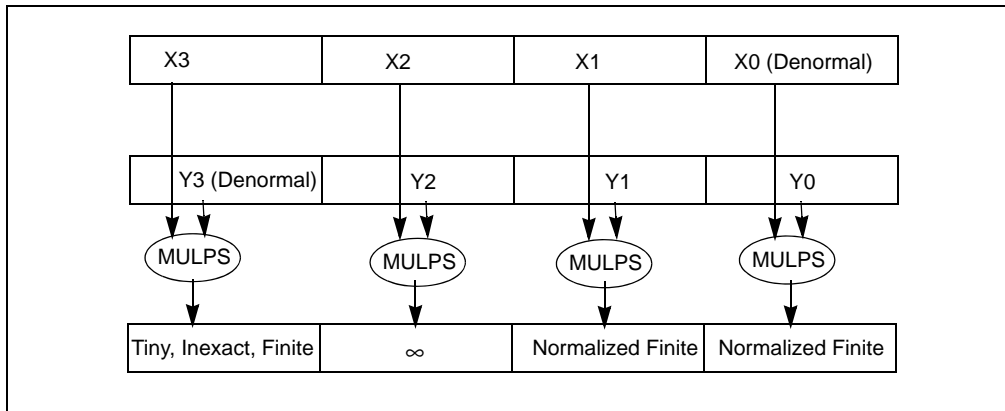 X3 X2 X1 X0 (Denormal)
Y3 (Denormal) Y2 Y1 Y0
MULPS MULPS MULPS MULPS
Tiny, Inexact, Finite ∞ Normalized Finite Normalized Finite